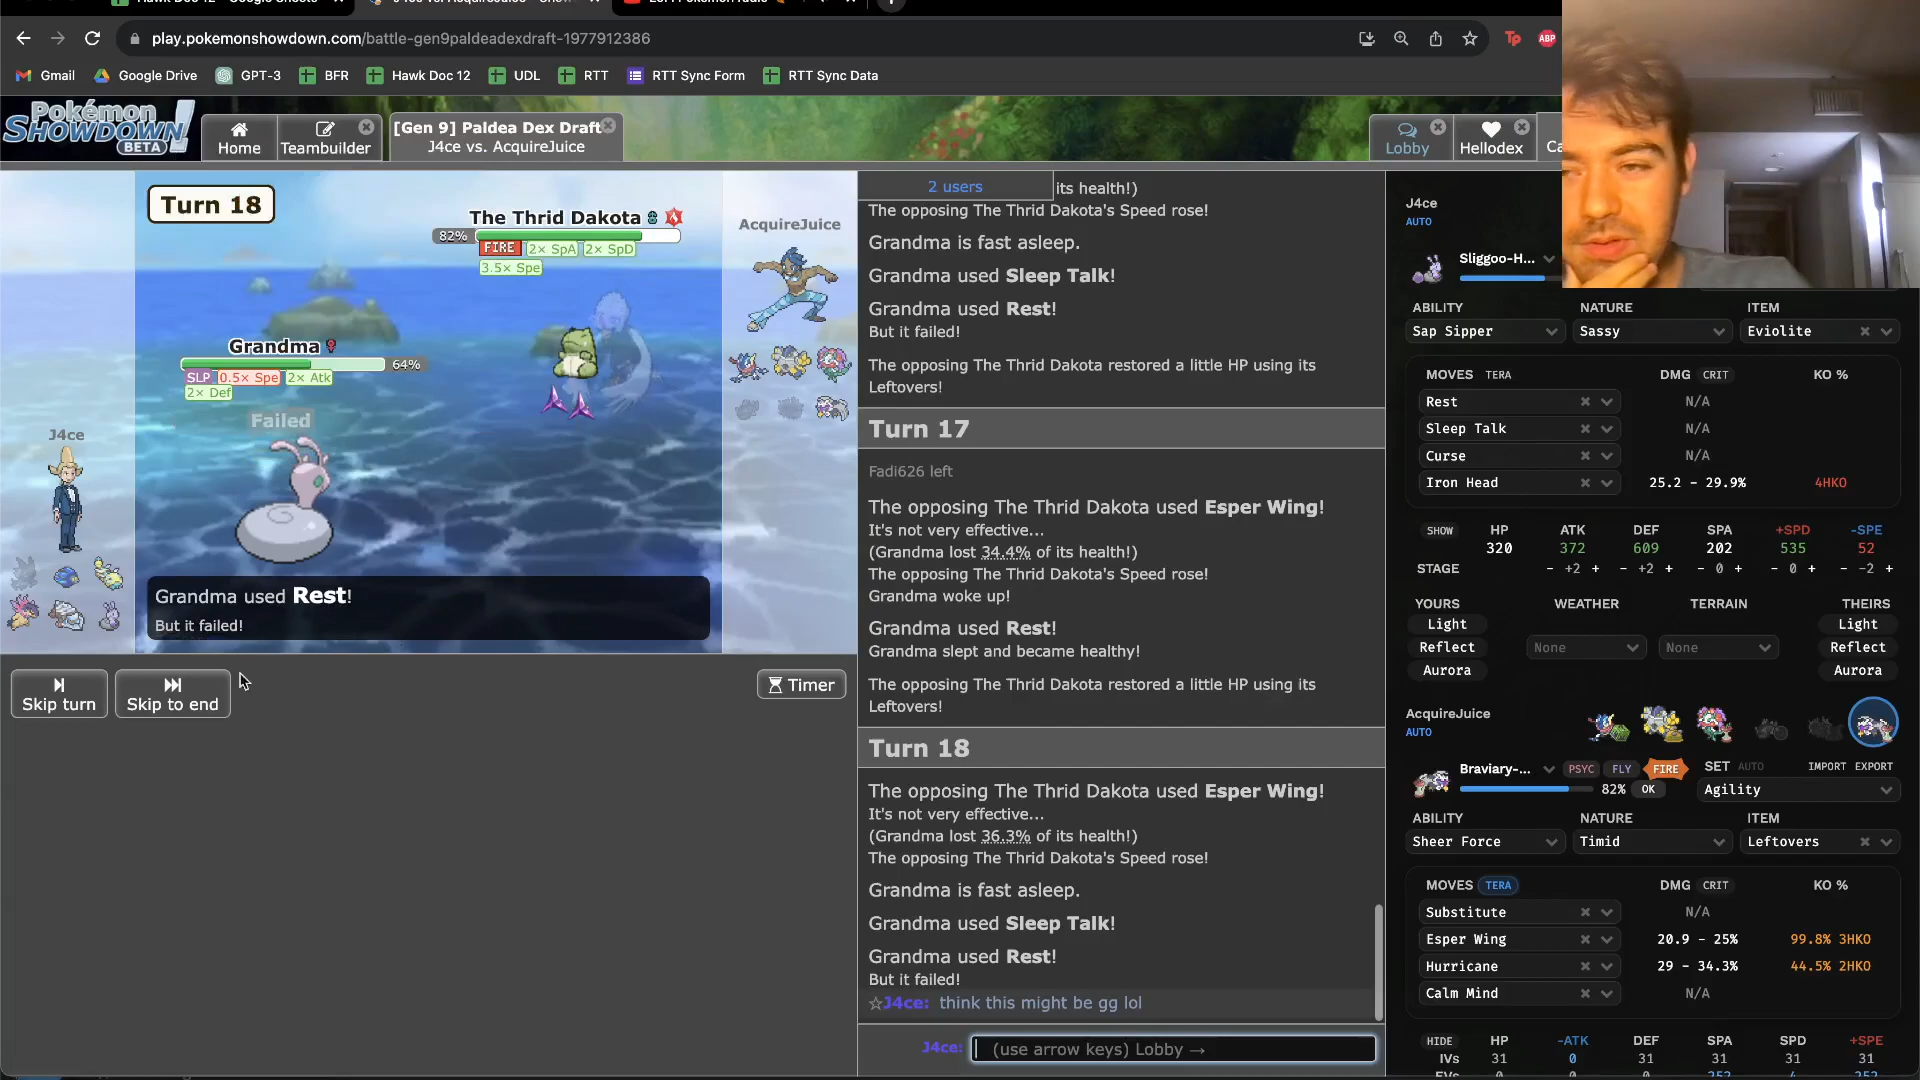 play.pokemonshowdown.com/battle-gen9paldeadexdraft-1977912386
Tp
ABP
Gmail
Google Drive
GPT-3
BFR
Hawk Doc 12
UDL
RTT
RTT Sync Form
RTT Sync Data
Pokémon
SHOWDOWN!
BETA
Home
Teambuilder
[Gen 9] Paldea Dex Draft
J4ce vs. AcquireJuice
Lobby
Hellodex
Turn 18
The Thrid Dakota
82%
FIRE 2× SpA 2× SpD
3.5× Spe
Grandma
64%
SLP 0.5× Spe 2× Atk
2× Def
Failed
J4ce
AcquireJuice
Grandma used Rest!
But it failed!
Skip turn
Skip to end
Timer
2 users
its health!)
The opposing The Thrid Dakota's Speed rose!
Grandma is fast asleep.
Grandma used Sleep Talk!
Grandma used Rest!
But it failed!
The opposing The Thrid Dakota restored a little HP using its
Leftovers!
Turn 17
Fadi626 left
The opposing The Thrid Dakota used Esper Wing!
It's not very effective...
(Grandma lost 34.4% of its health!)
The opposing The Thrid Dakota's Speed rose!
Grandma woke up!
Grandma used Rest!
Grandma slept and became healthy!
The opposing The Thrid Dakota restored a little HP using its
Leftovers!
Turn 18
The opposing The Thrid Dakota used Esper Wing!
It's not very effective...
(Grandma lost 36.3% of its health!)
The opposing The Thrid Dakota's Speed rose!
Grandma is fast asleep.
Grandma used Sleep Talk!
Grandma used Rest!
But it failed!
☆J4ce: think this might be gg lol
J4ce: (use arrow keys) Lobby →
J4ce
AUTO
Sliggoo-H...
ABILITY NATURE ITEM
Sap Sipper Sassy Eviolite
MOVES TERA DMG CRIT KO %
Rest N/A
Sleep Talk N/A
Curse N/A
Iron Head 25.2 - 29.9% 4HKO
SHOW HP ATK DEF SPA +SPD -SPE
320 372 609 202 535 52
STAGE - +2 + - +2 + - 0 + - 0 + - -2 +
YOURS WEATHER TERRAIN THEIRS
Light Light
Reflect None None Reflect
Aurora Aurora
AcquireJuice
AUTO
Braviary-... PSYC FLY FIRE SET AUTO IMPORT EXPORT
82% OK Agility
ABILITY NATURE ITEM
Sheer Force Timid Leftovers
MOVES TERA DMG CRIT KO %
Substitute N/A
Esper Wing 20.9 - 25% 99.8% 3HKO
Hurricane 29 - 34.3% 44.5% 2HKO
Calm Mind N/A
HIDE HP -ATK DEF SPA SPD +SPE
IVs 31 0 31 31 31 31